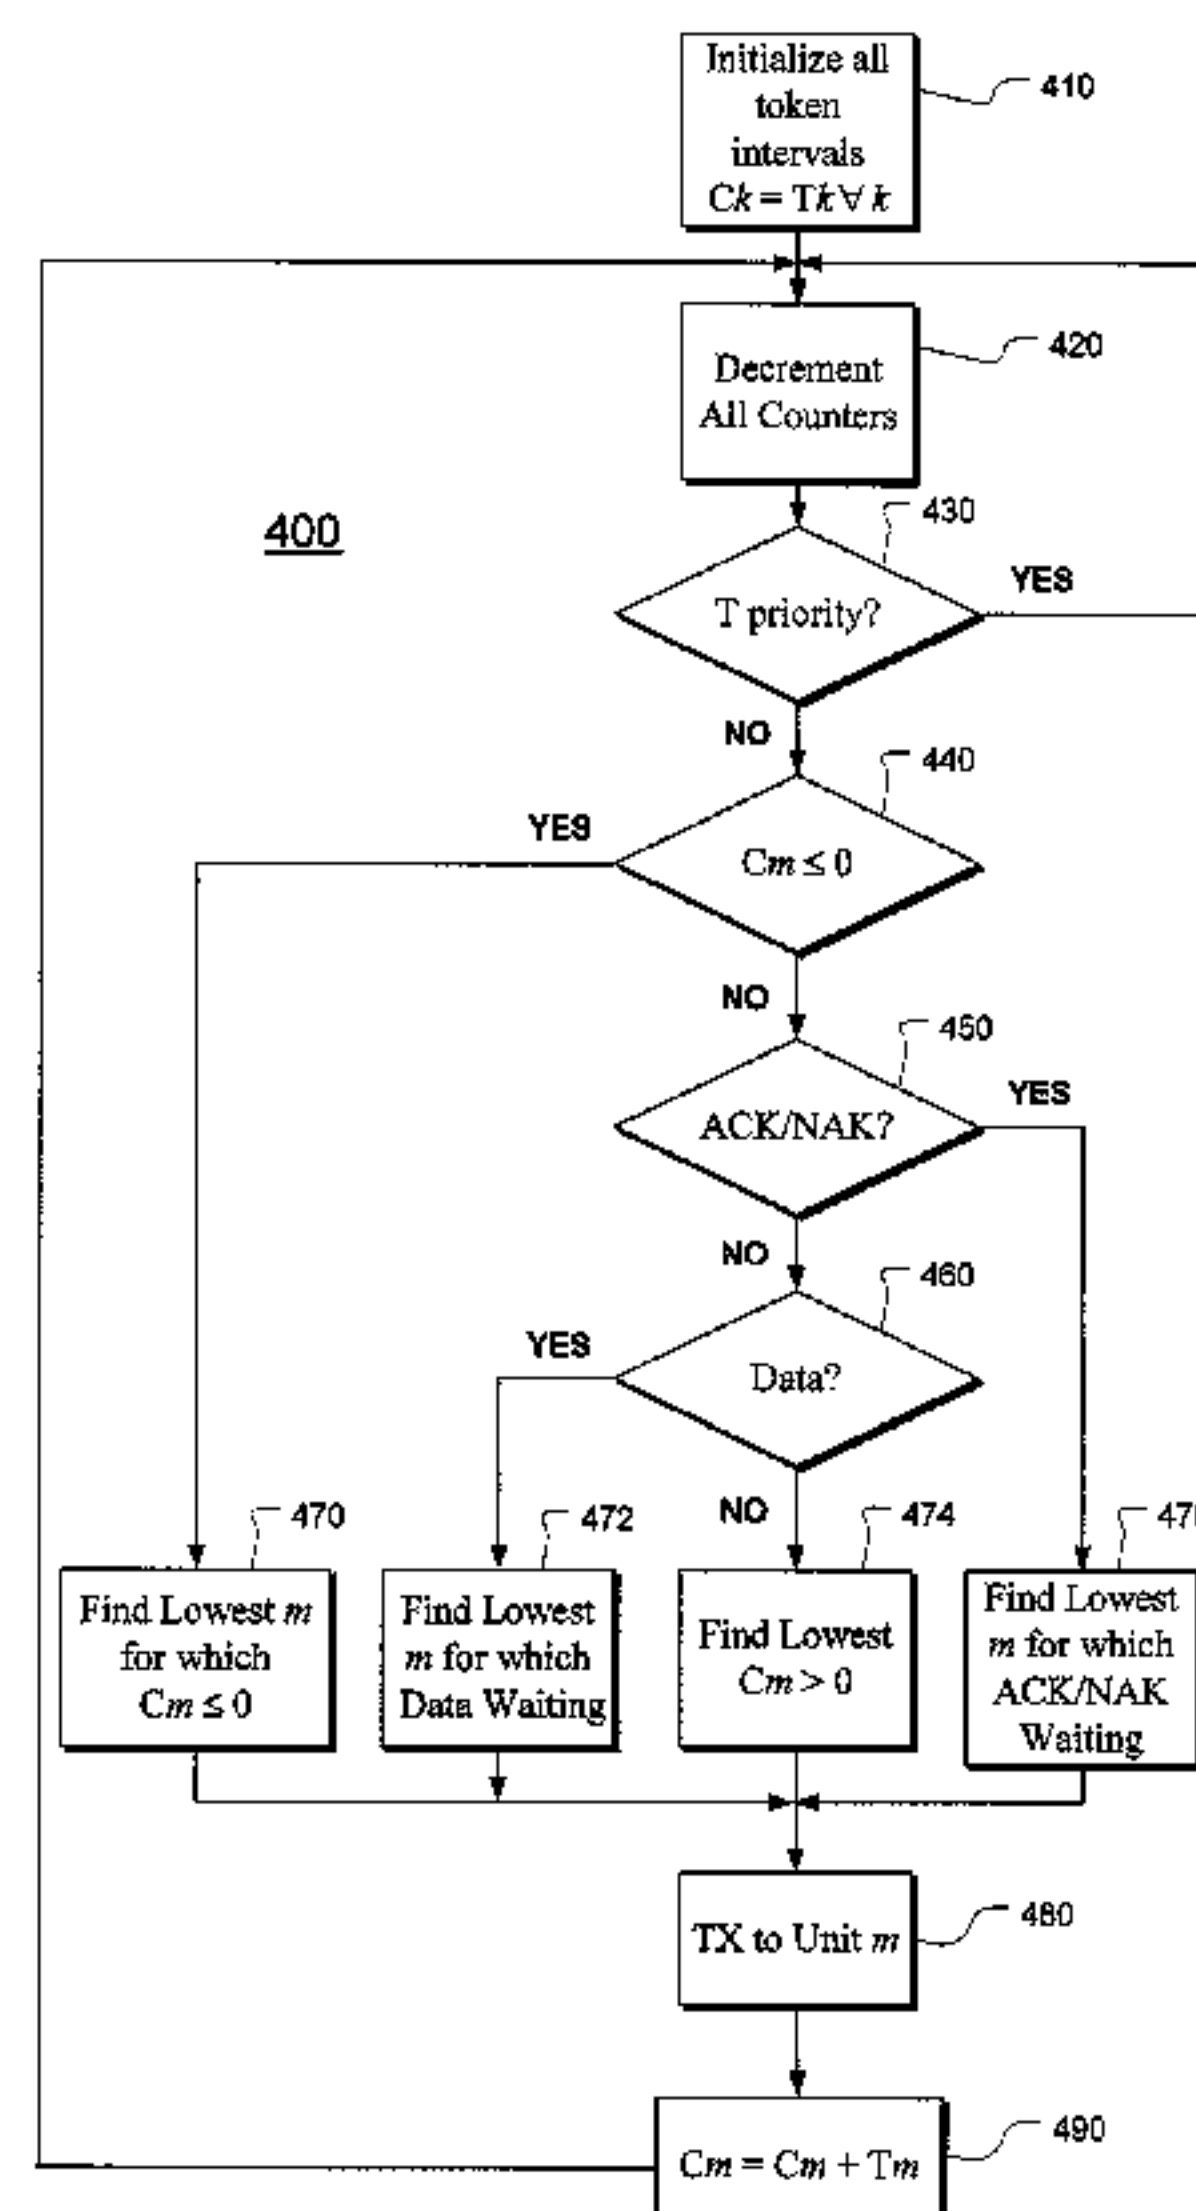 Initialize all
token
intervals
Ck = Tk ∀ k
410
Decrement
All Counters
420
400
430
T priority?
YES
NO
440
YES
Cm ≤ 0
NO
450
ACK/NAK?
YES
NO
460
YES
Data?
NO
470
Find Lowest m
for which
Cm ≤ 0
472
Find Lowest
m for which
Data Waiting
474
Find Lowest
Cm > 0
Find Lowest
m for which
ACK/NAK
Waiting
TX to Unit m
480
Cm = Cm + Tm
490